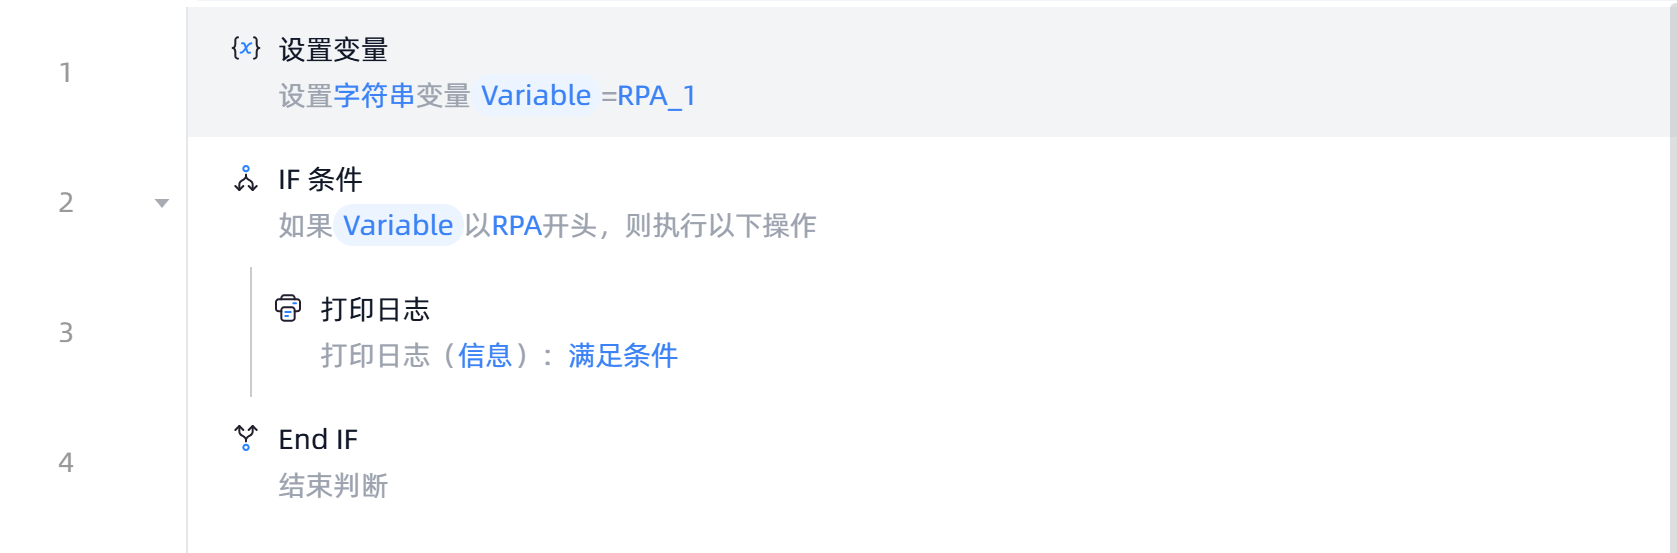 1
{x} 设置变量
设置字符串变量 Variable =RPA_1
2
IF 条件
如果 Variable 以RPA开头，则执行以下操作
3
打印日志
打印日志（信息）：满足条件
4
End IF
结束判断